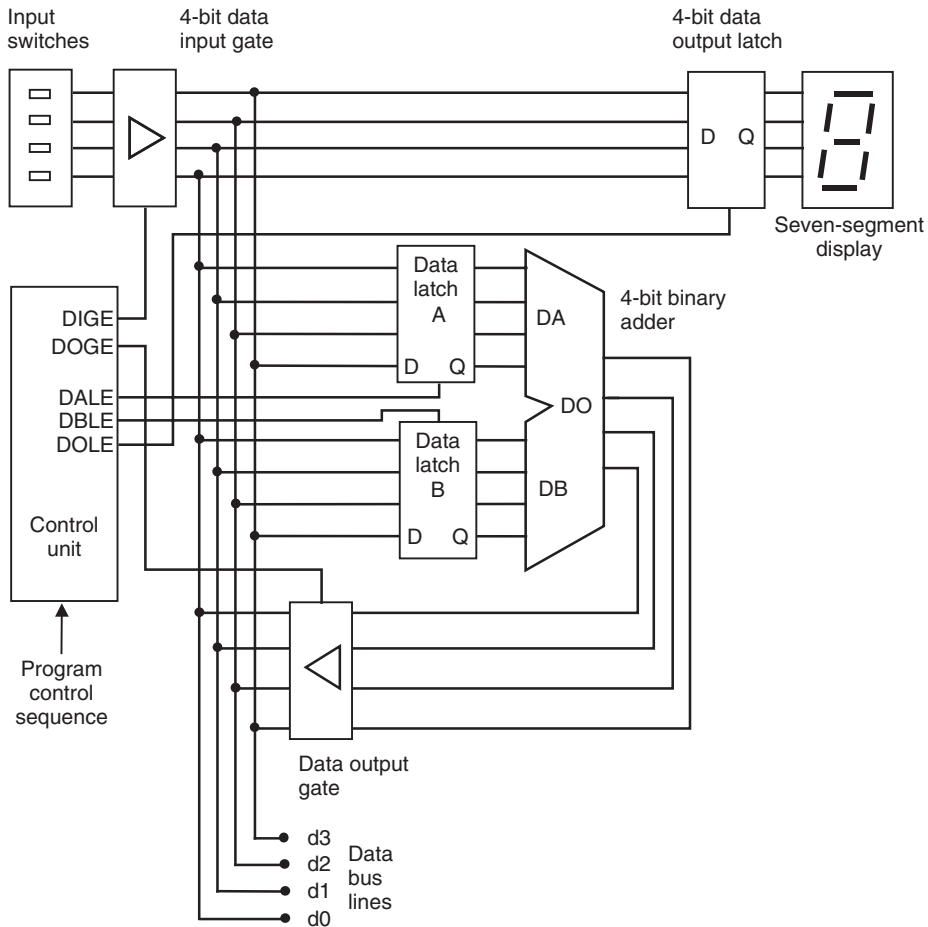 Input
switches
4-bit data
input gate
4-bit data
output latch
D Q
Seven-segment
display
DIGE
DOGE
DALE
DBLE
DOLE
Control
unit
Program
control
sequence
Data
latch
A
D Q
Data
latch
B
D Q
DA
DO
DB
4-bit binary
adder
Data output
gate
d3
d2
d1
d0
Data
bus
lines